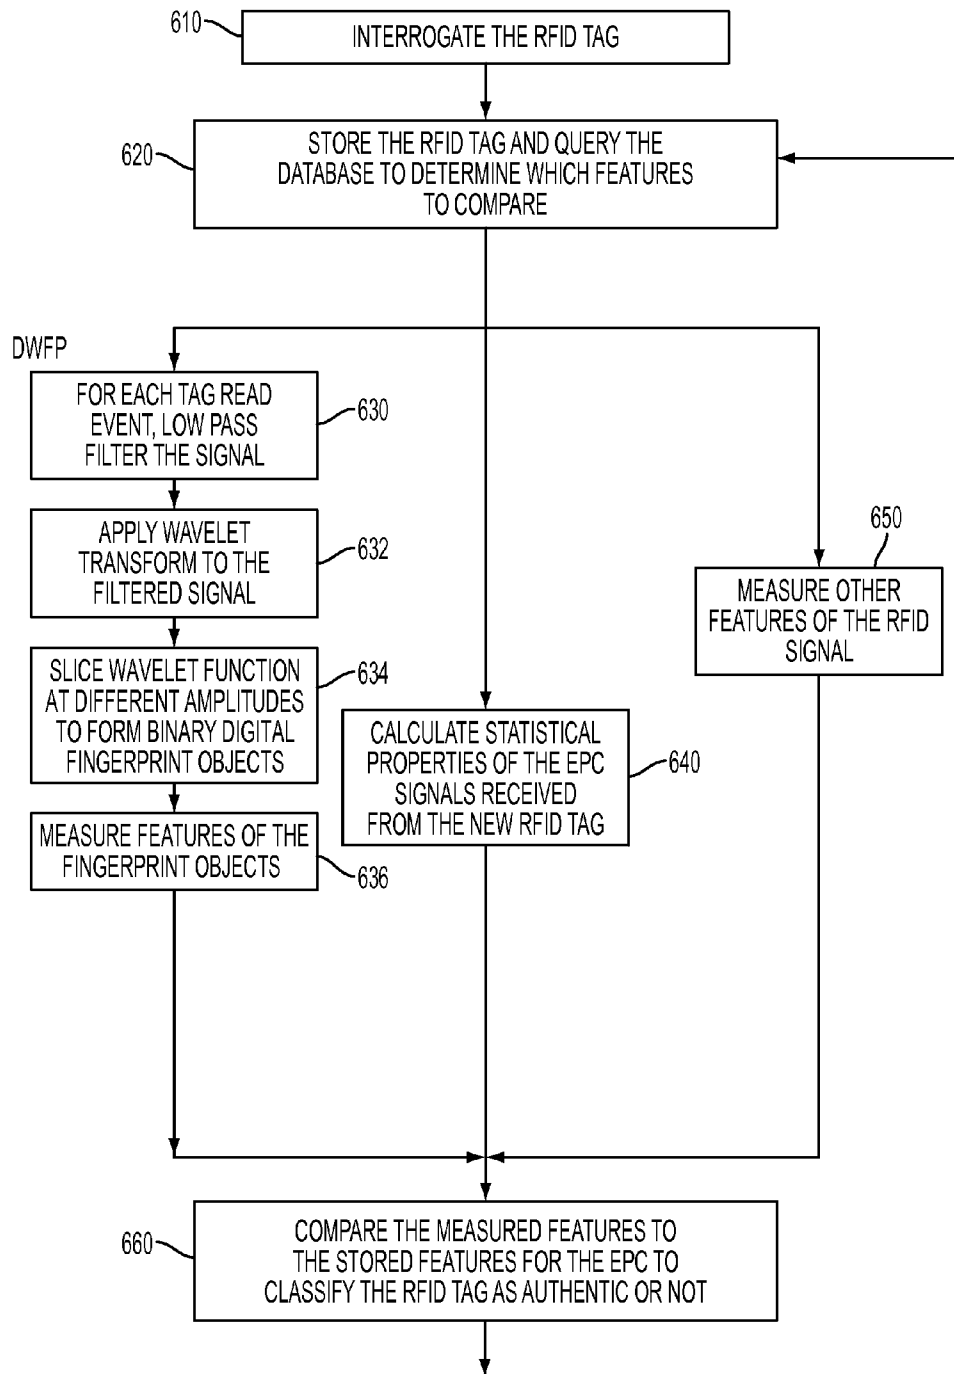 610
INTERROGATE THE RFID TAG
620
STORE THE RFID TAG AND QUERY THE
DATABASE TO DETERMINE WHICH FEATURES
TO COMPARE
DWFP
FOR EACH TAG READ
EVENT, LOW PASS
FILTER THE SIGNAL
630
APPLY WAVELET
TRANSFORM TO THE
FILTERED SIGNAL
632
SLICE WAVELET FUNCTION
AT DIFFERENT AMPLITUDES
TO FORM BINARY DIGITAL
FINGERPRINT OBJECTS
634
MEASURE FEATURES OF THE
FINGERPRINT OBJECTS
636
CALCULATE STATISTICAL
PROPERTIES OF THE EPC
SIGNALS RECEIVED
FROM THE NEW RFID TAG
640
650
MEASURE OTHER
FEATURES OF THE RFID
SIGNAL
660
COMPARE THE MEASURED FEATURES TO
THE STORED FEATURES FOR THE EPC TO
CLASSIFY THE RFID TAG AS AUTHENTIC OR NOT